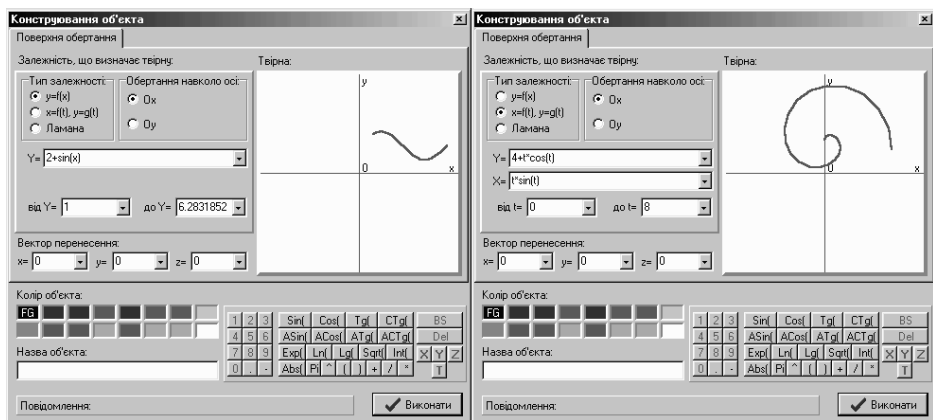 Конструювання об'єкта
Поверхня обертання
Залежність, що визначає твірну:
Твірна:
Тип залежності:
Обертання навколо осі:
y=f(x)
x=f(t), y=g(t)
Ламана
Ox
Oy
Y= 2+sin(x)
від Y= 1 до Y= 6.2831852
y
0
x
Вектор перенесення:
x= 0 y= 0 z= 0
Колір об'єкта:
FG
Назва об'єкта:
1 2 3 Sin( Cos( Tg( CTg( BS
4 5 6 ASin( ACos( ATg( ACTg( Del
7 8 9 Exp( Ln( Lg( Sqrt( Int( X Y Z
0 . - Abs( Pi ^ ( ) + / * T
Повідомлення:
Виконати
Конструювання об'єкта
Поверхня обертання
Залежність, що визначає твірну:
Твірна:
Тип залежності:
Обертання навколо осі:
y=f(x)
x=f(t), y=g(t)
Ламана
Ox
Oy
Y= 4+t*cos(t)
X= t*sin(t)
від t= 0 до t= 8
y
0
x
Вектор перенесення:
x= 0 y= 0 z= 0
Колір об'єкта:
FG
Назва об'єкта:
1 2 3 Sin( Cos( Tg( CTg( BS
4 5 6 ASin( ACos( ATg( ACTg( Del
7 8 9 Exp( Ln( Lg( Sqrt( Int( X Y Z
0 . - Abs( Pi ^ ( ) + / * T
Повідомлення:
Виконати